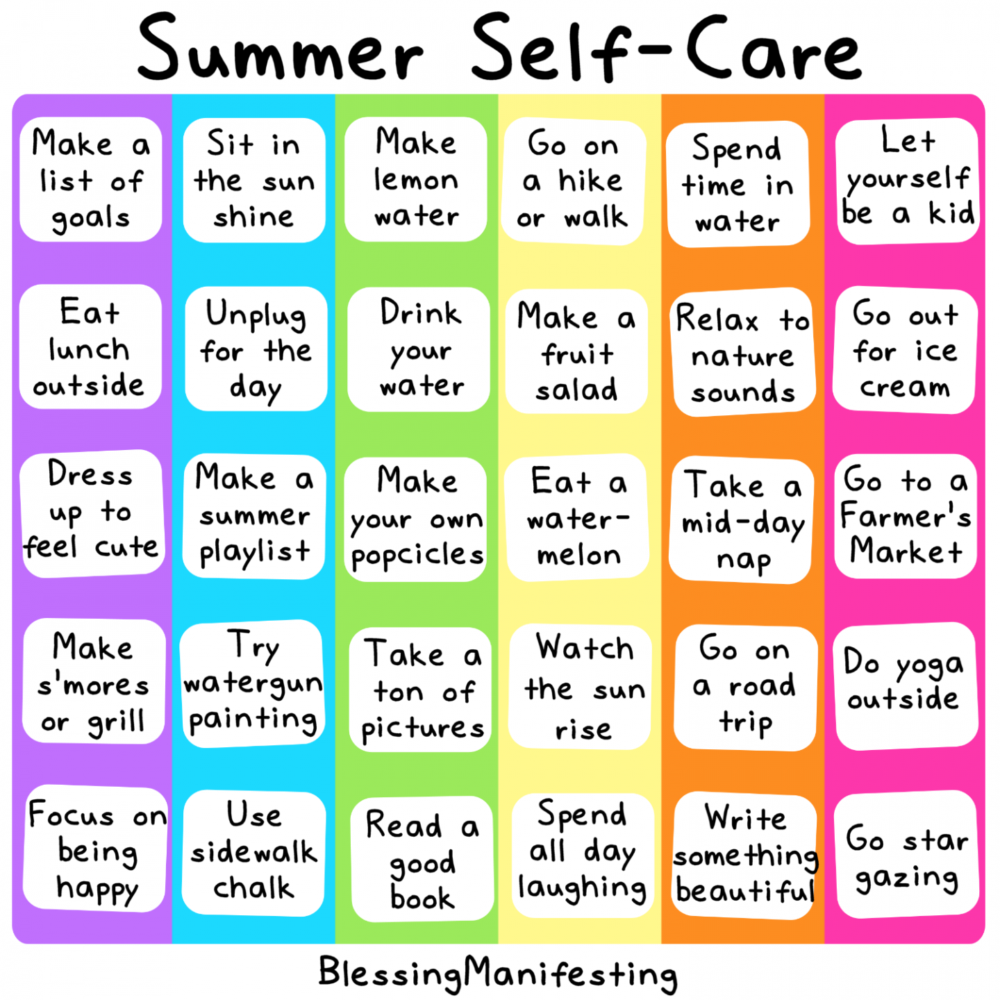 Summer Self-Care
Make a
list of
goals
Sit in
the sun
shine
Make
lemon
water
Go on
a hike
or walk
Spend
time in
water
Let
yourself
be a kid
Eat
lunch
outside
Unplug
for the
day
Drink
your
water
Make a
fruit
salad
Relax to
nature
sounds
Go out
for ice
cream
Dress
up to
feel cute
Make a
summer
playlist
Make
your own
popcicles
Eat a
water-
melon
Take a
mid-day
nap
Go to a
Farmer's
Market
Make
s'mores
or grill
Try
watergun
painting
Take a
ton of
pictures
Watch
the sun
rise
Go on
a road
trip
Do yoga
outside
Focus on
being
happy
Use
sidewalk
chalk
Read a
good
book
Spend
all day
laughing
Write
something
beautiful
Go star
gazing
BlessingManifesting